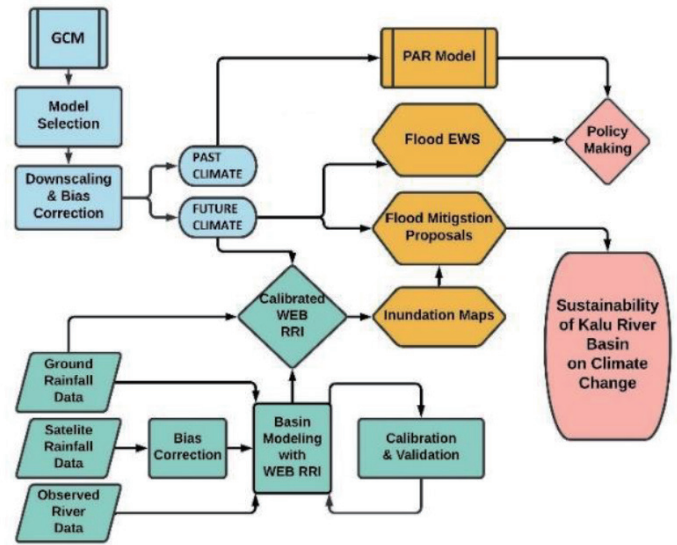 GCM
PAR Model
Model
Selection
Flood EWS
Policy
Making
PAST
CLIMATE
Downscaling
& Bias
Correction
FUTURE
CLIMATE
Flood Mitigstion
Proposals
Calibrated
WEB
RRI
Inundation Maps
Sustainability
of Kalu River
Basin
on Climate
Change
Ground
Rainfall
Data
Satelite
Rainfall
Data
Bias
Correction
Basin
Modeling
with
WEB RRI
Calibration
& Validation
Observed
River
Data